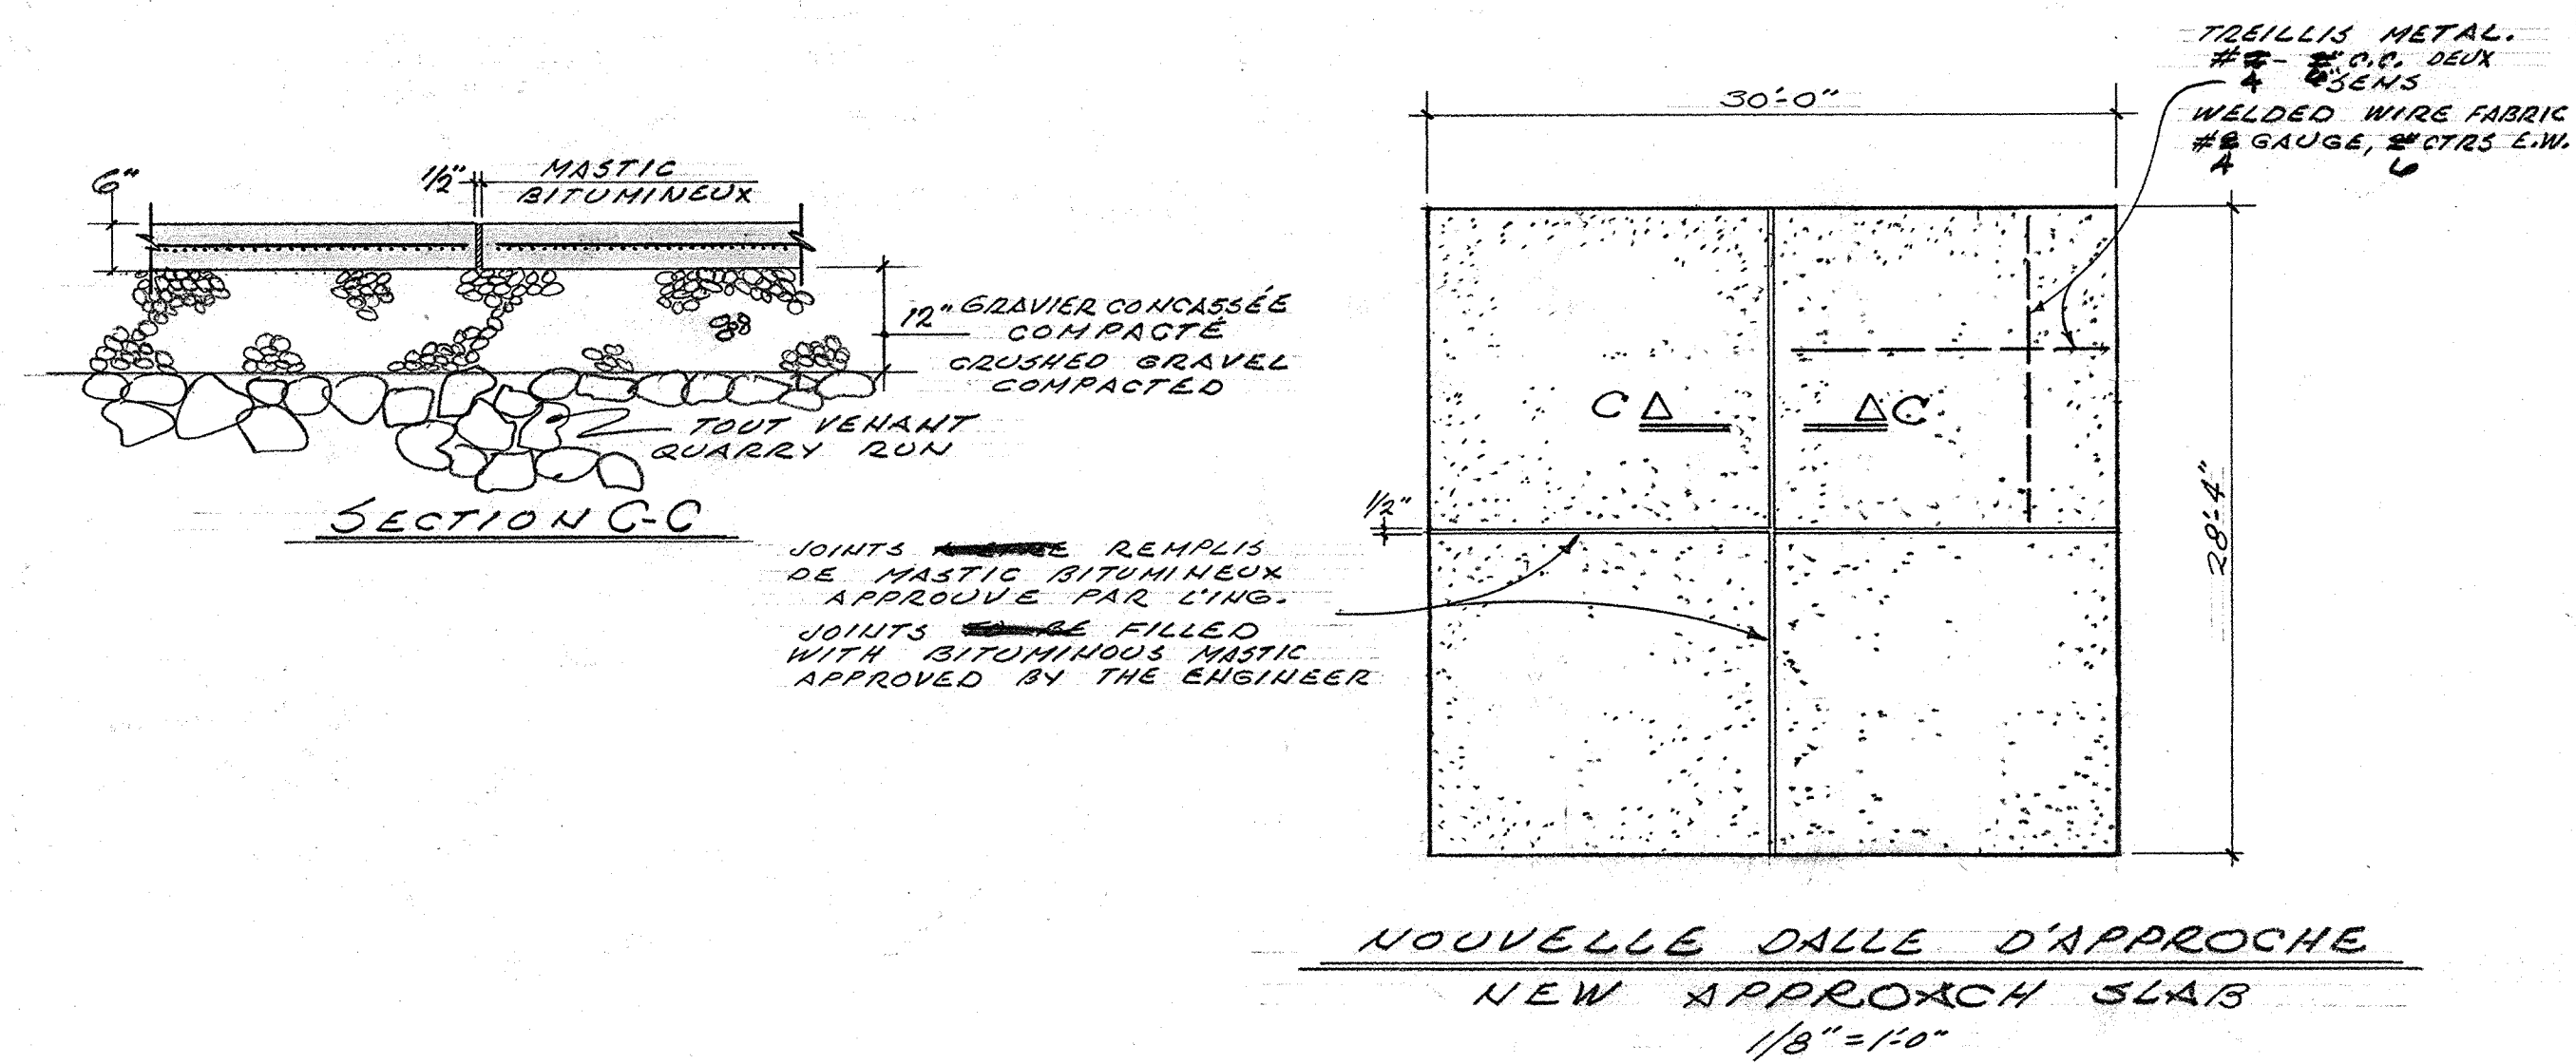 6"
1/2"
MASTIC
BITUMINEUX
12"
GRAVIER CONCASSÉE
COMPACTÉ
CRUSHED GRAVEL
COMPACTED
TOUT VENANT
QUARRY RUN
SECTION C-C
JOINTS REMPLIS
DE MASTIC BITUMINEUX
APPROUVE PAR L'ING.
JOINTS FILLED
WITH BITUMINOUS MASTIC
APPROVED BY THE ENGINEER
30'-0"
TREILLIS METAL.
#4 - 6" C.C. DEUX
SENS
WELDED WIRE FABRIC
#4 GAUGE, 6" CTRS E.W.
C C
1/2"
28'-4"
NOUVELLE DALLE D'APPROCHE
NEW APPROACH SLAB
1/8" = 1'-0"